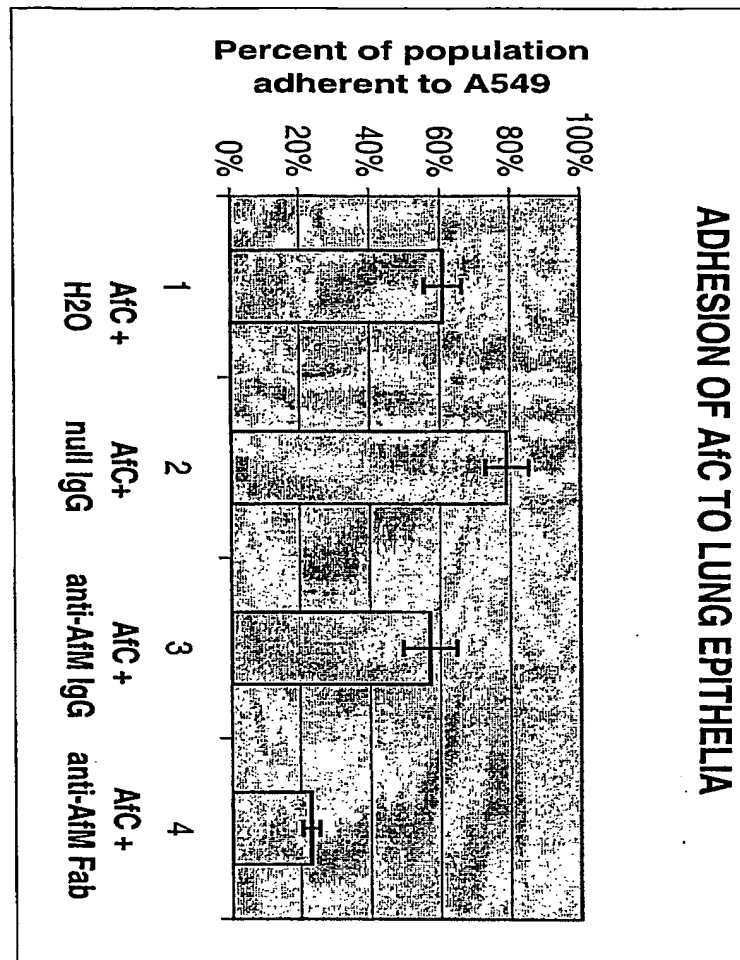 ADHESION OF AfC TO LUNG EPITHELIA
Percent of population
adherent to A549
100%
80%
60%
40%
20%
0%
1
AfC +
H2O
2
AfC+
null IgG
3
AfC +
anti-AfM IgG
4
AfC +
anti-AfM Fab